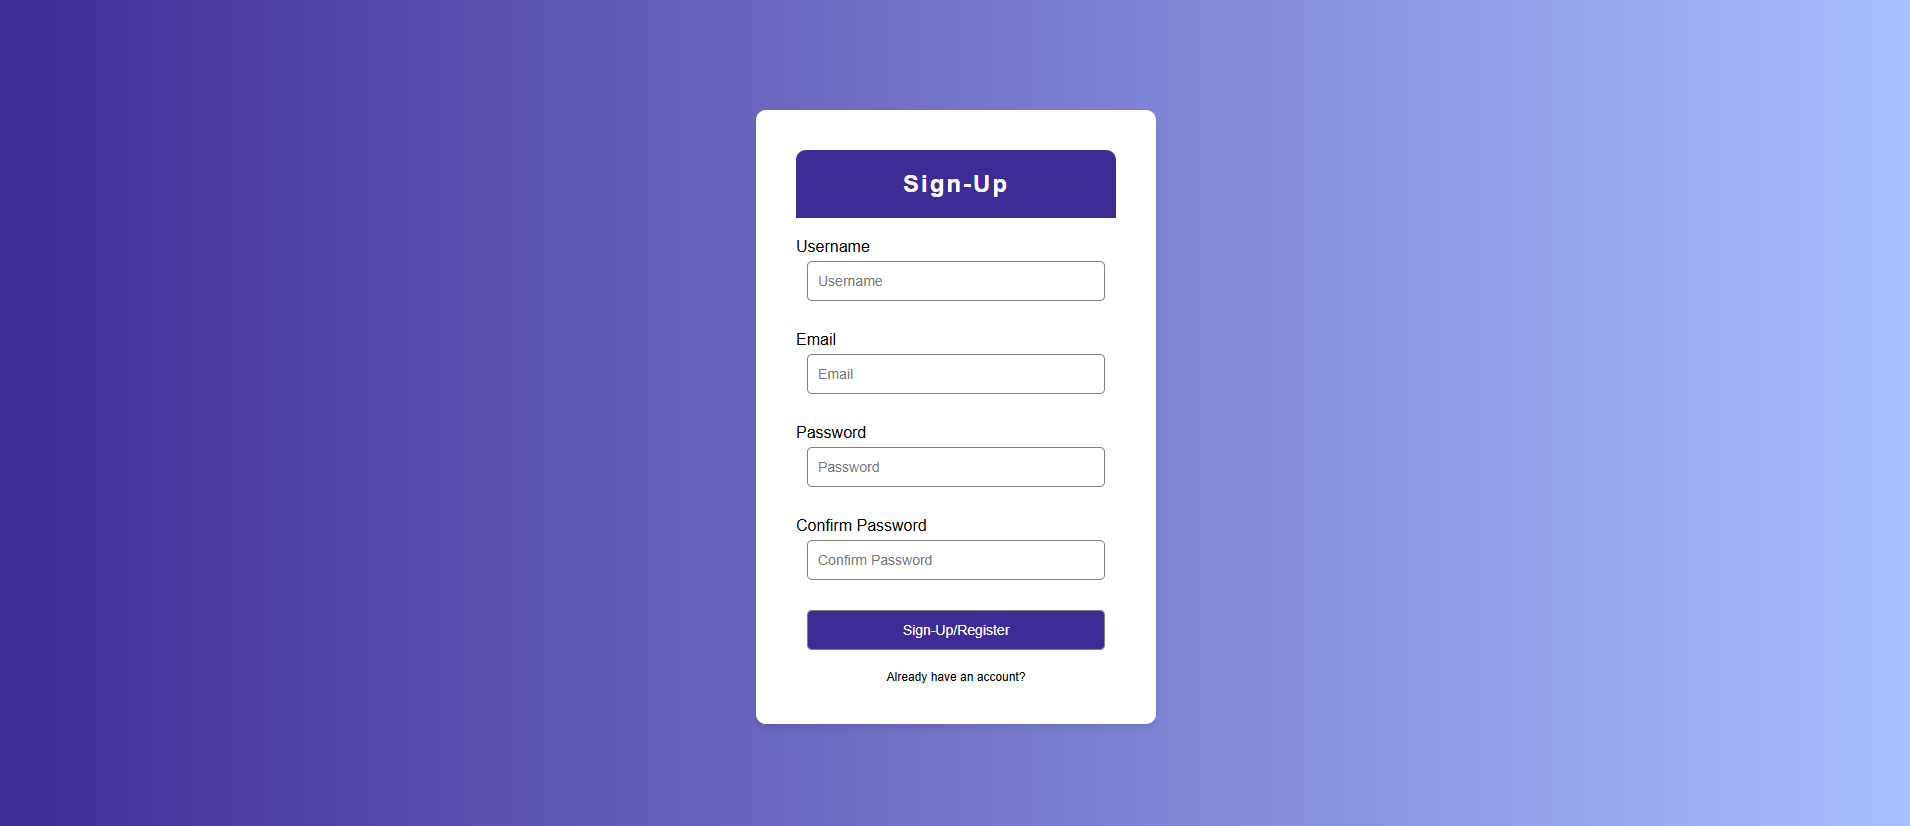 Sign-Up
Username
Username
Email
Email
Password
Password
Confirm Password
Confirm Password
Sign-Up/Register
Already have an account?